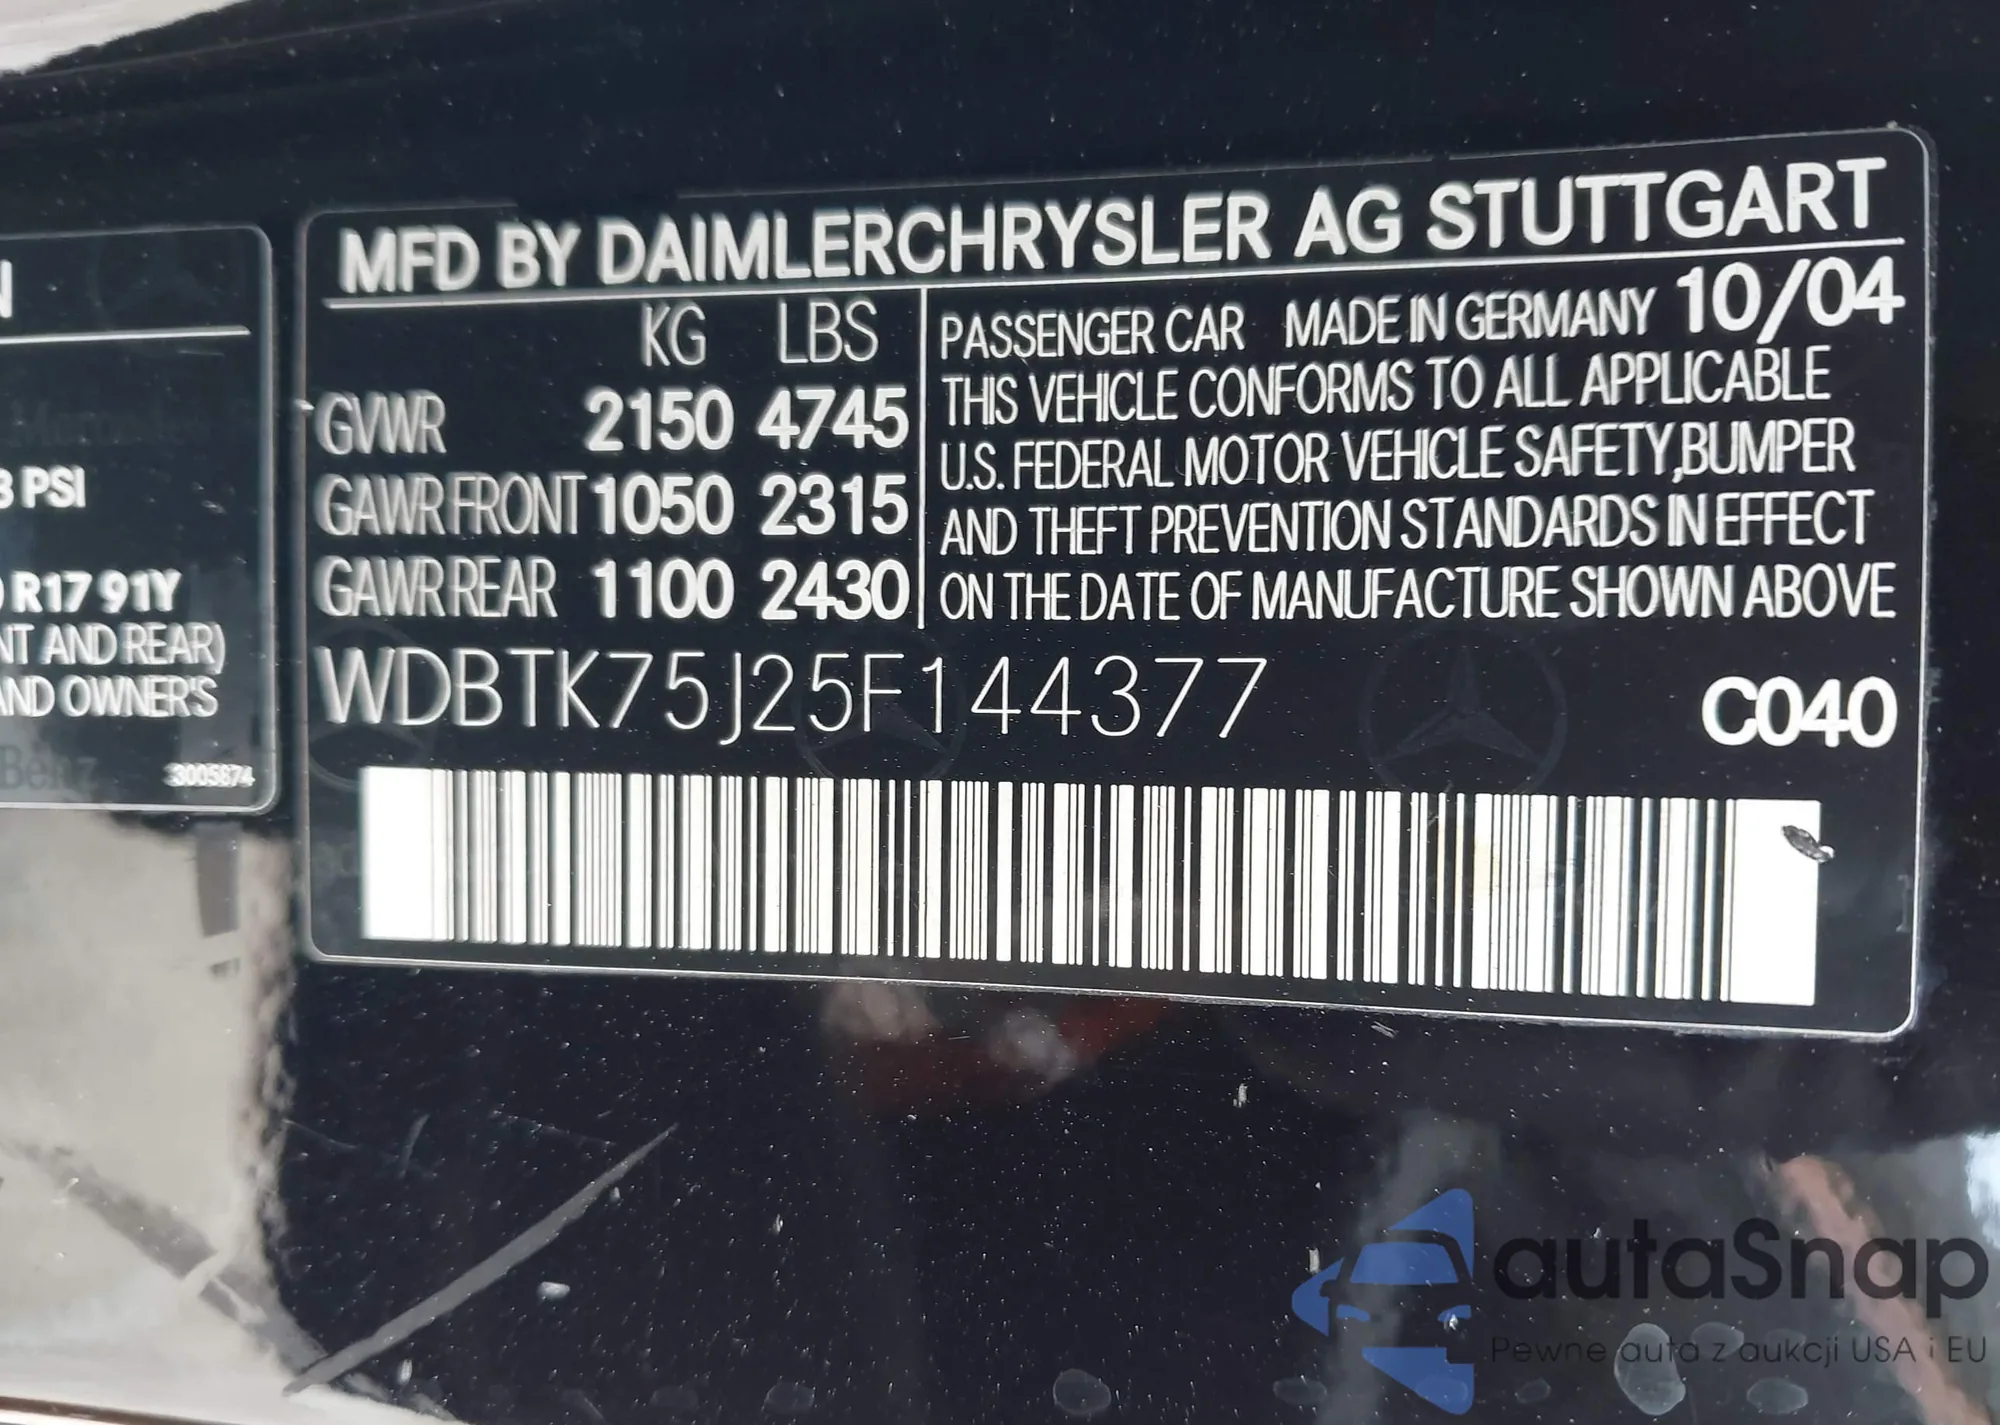 N
3 PSI
R17 91Y
NT AND REAR)
AND OWNER'S
3005874
MFD BY DAIMLERCHRYSLER AG STUTTGART
KG LBS
GVWR 2150 4745
GAWR FRONT 1050 2315
GAWR REAR 1100 2430
PASSENGER CAR MADE IN GERMANY 10/04
THIS VEHICLE CONFORMS TO ALL APPLICABLE
U.S. FEDERAL MOTOR VEHICLE SAFETY,BUMPER
AND THEFT PREVENTION STANDARDS IN EFFECT
ON THE DATE OF MANUFACTURE SHOWN ABOVE
WDBTK75J25F144377
C040
autaSnap
Pewne auta z aukcji USA i EU